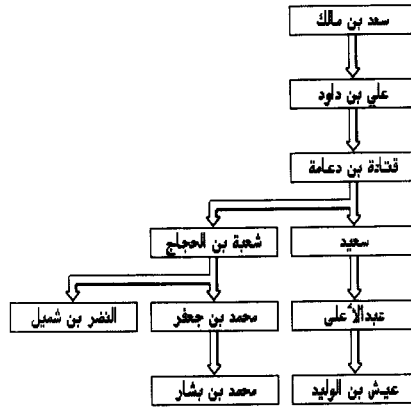 سعد بن مالك
علي بن داود
قتادة بن دعامة
سعيد
شعبة بن الحجاج
عبدالأعلى
محمد بن جعفر
النضر بن شميل
عيش بن الوليد
محمد بن بشار